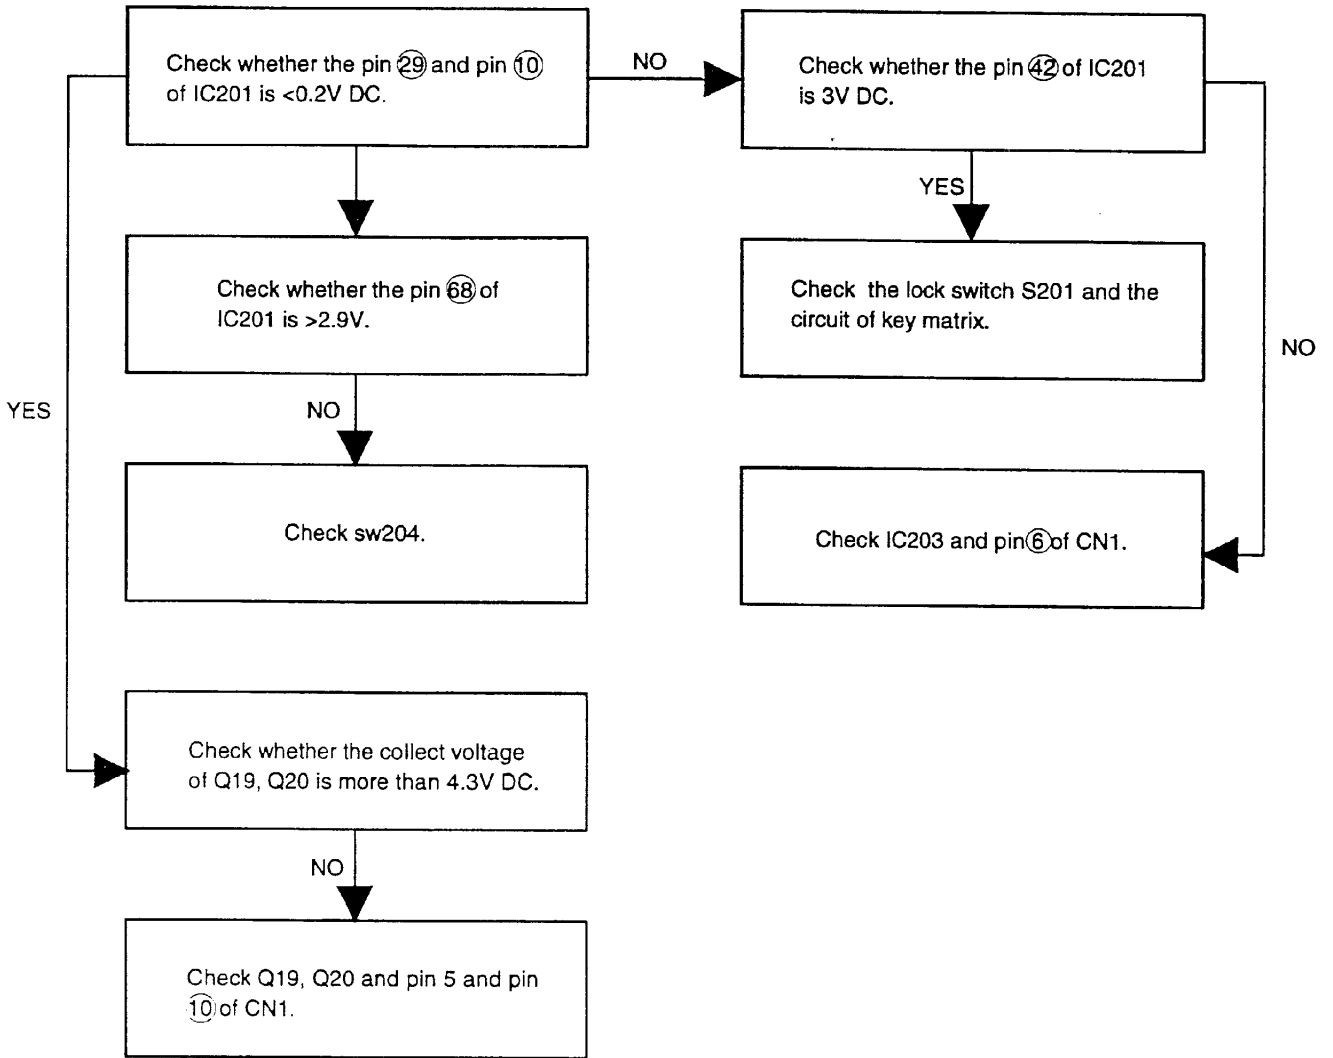 Check whether the pin 29 and pin 10
of IC201 is <0.2V DC.
NO
Check whether the pin 42 of IC201
is 3V DC.
YES
Check whether the pin 68 of
IC201 is >2.9V.
Check the lock switch S201 and the
circuit of key matrix.
NO
YES
NO
Check sw204.
Check IC203 and pin 6 of CN1.
Check whether the collect voltage
of Q19, Q20 is more than 4.3V DC.
NO
Check Q19, Q20 and pin 5 and pin
10 of CN1.